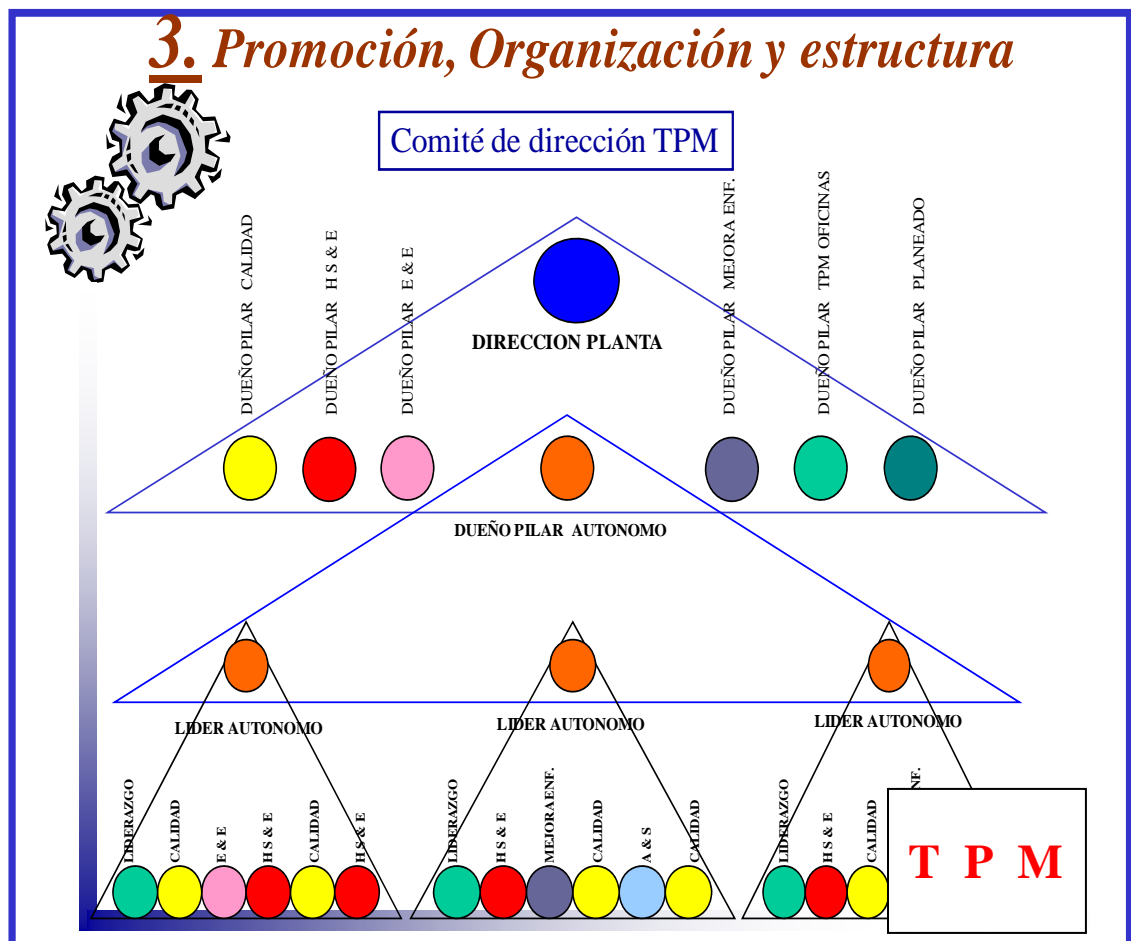 3. Promoción, Organización y estructura
Comité de dirección TPM
DUEÑO PILAR CALIDAD
DUEÑO PILAR H S & E
DUEÑO PILAR E & E
DUEÑO PILAR MEJORA ENF.
DUEÑO PILAR TPM OFICINAS
DUEÑO PILAR PLANEADO
DIRECCION PLANTA
DUEÑO PILAR AUTONOMO
LIDER AUTONOMO
LIDER AUTONOMO
LIDER AUTONOMO
LIDERAZGO
CALIDAD
E & E
H S & E
CALIDAD
H S & E
LIDERAZGO
H S & E
MEJORA ENF.
CALIDAD
A & S
CALIDAD
LIDERAZGO
H S & E
CALIDAD
NF.
T P M